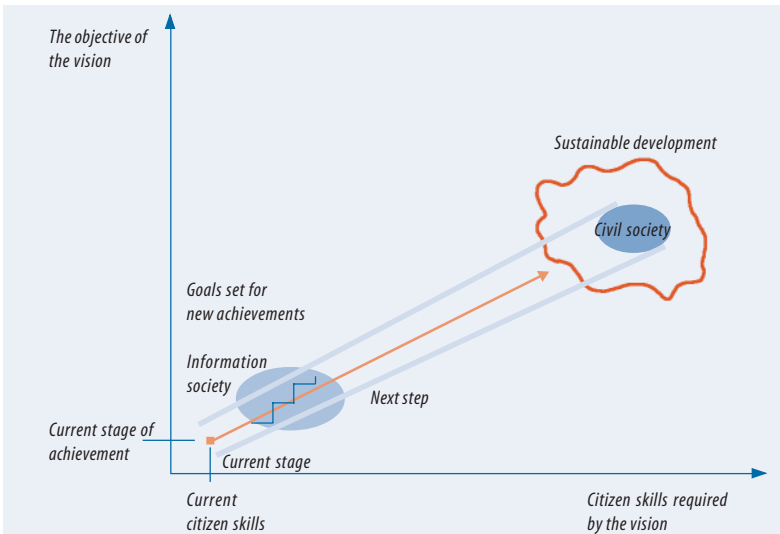 The objective of
the vision
Sustainable development
Civil society
Goals set for
new achievements
Information
society
Next step
Current stage of
achievement
Current stage
Current
citizen skills
Citizen skills required
by the vision